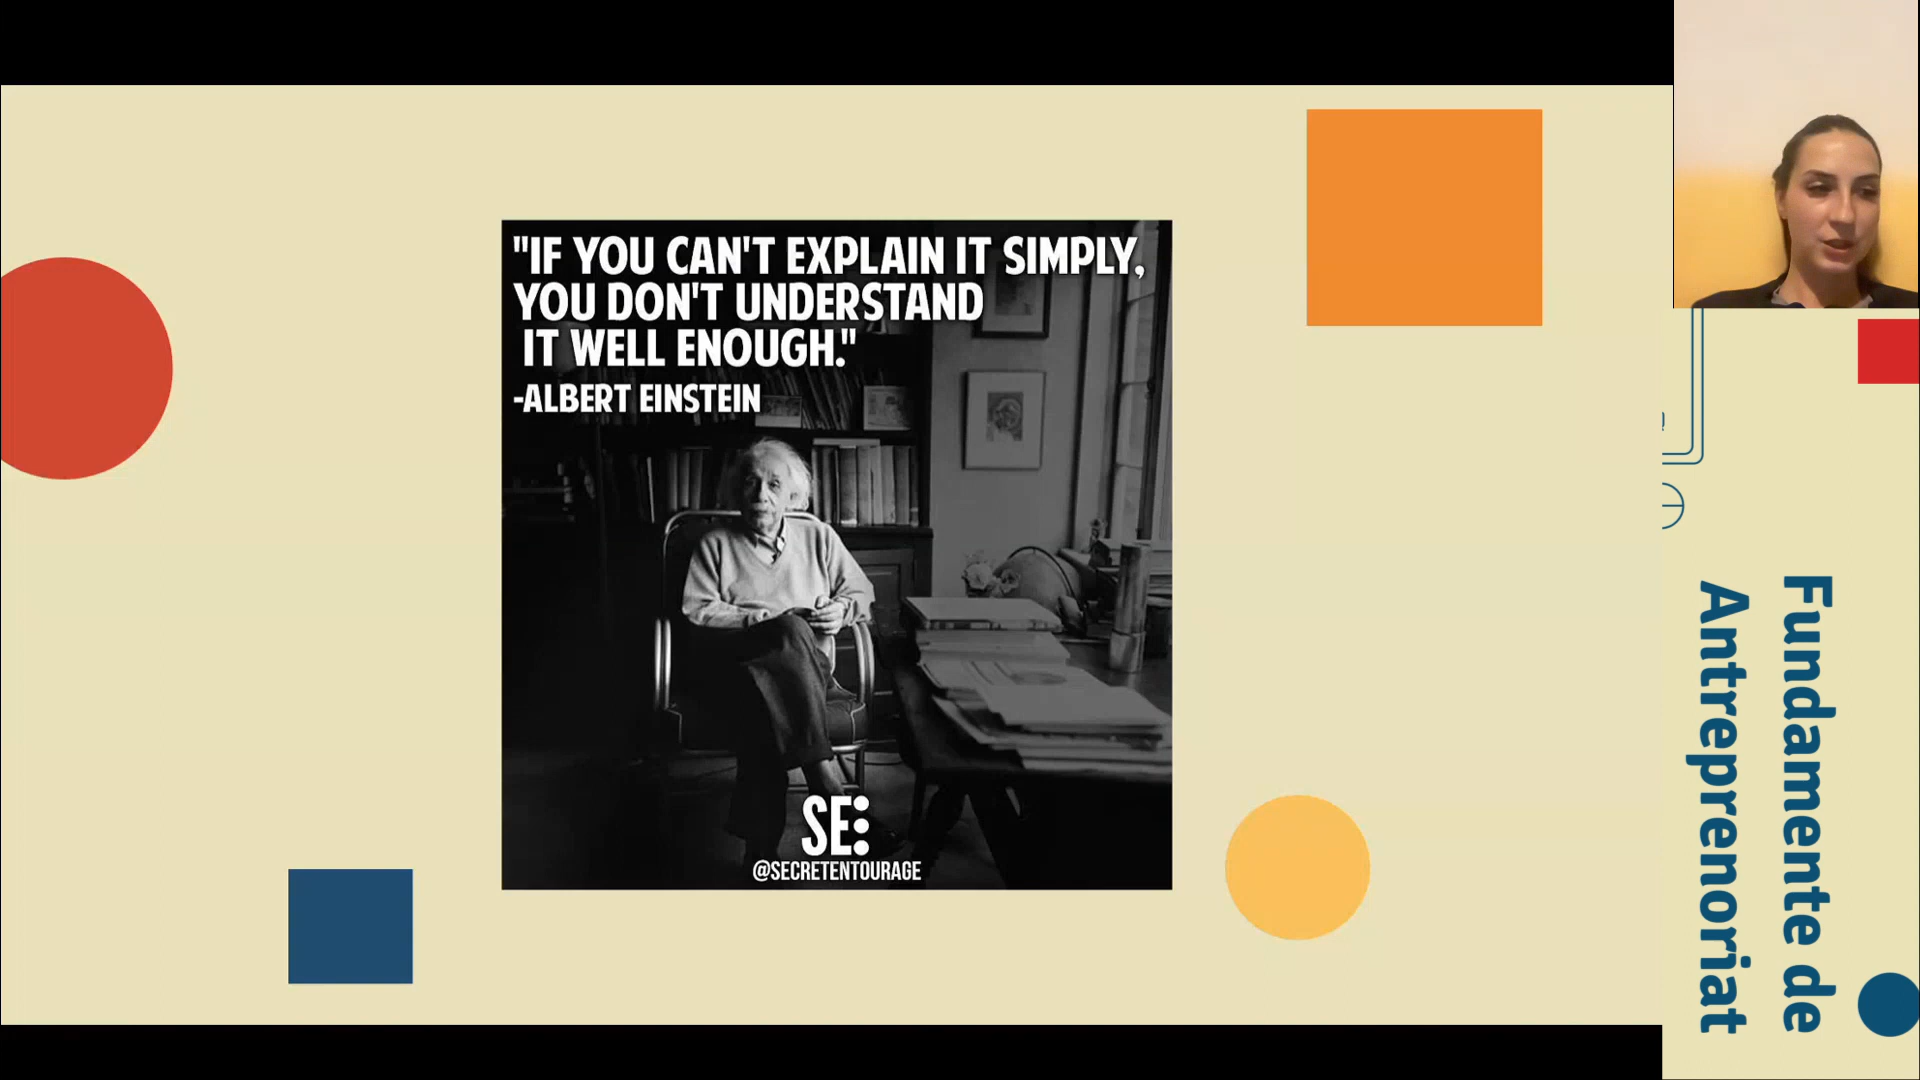 "IF YOU CAN'T EXPLAIN IT SIMPLY,
YOU DON'T UNDERSTAND
IT WELL ENOUGH."
-ALBERT EINSTEIN
SE:
@SECRETENTOURAGE
Fundamente de
Antreprenoriat